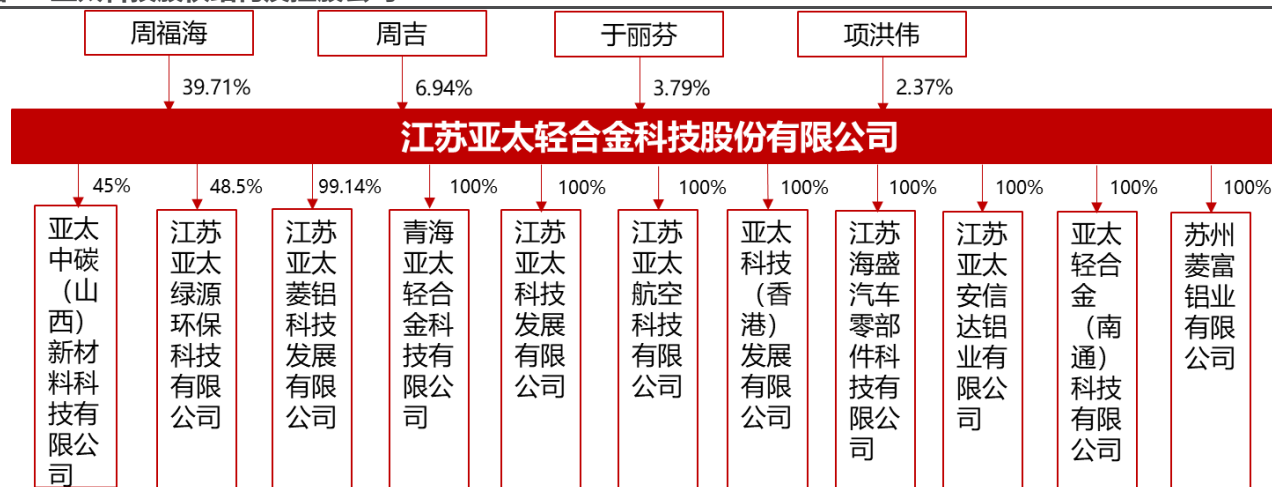 周福海
周吉
于丽芬
项洪伟
39.71%
6.94%
3.79%
2.37%
江苏亚太轻合金科技股份有限公司
45%
48.5%
99.14%
100%
100%
100%
100%
100%
100%
100%
100%
亚太
中碳
（山
西）
新材
料科
技有
限公
司
江苏
亚太
绿源
环保
科技
有限
公司
江苏
亚太
菱铝
科技
发展
有限
公司
青海
亚太
轻合
金科
技有
限公
司
江苏
亚太
科技
发展
有限
公司
江苏
亚太
航空
科技
有限
公司
亚太
科技
（香
港）
发展
有限
公司
江苏
海盛
汽车
零部
件科
技有
限公
司
江苏
亚太
安信
达铝
业有
限公
司
亚太
轻合
金
（南
通）
科技
有限
公司
苏州
菱富
铝业
有限
公司